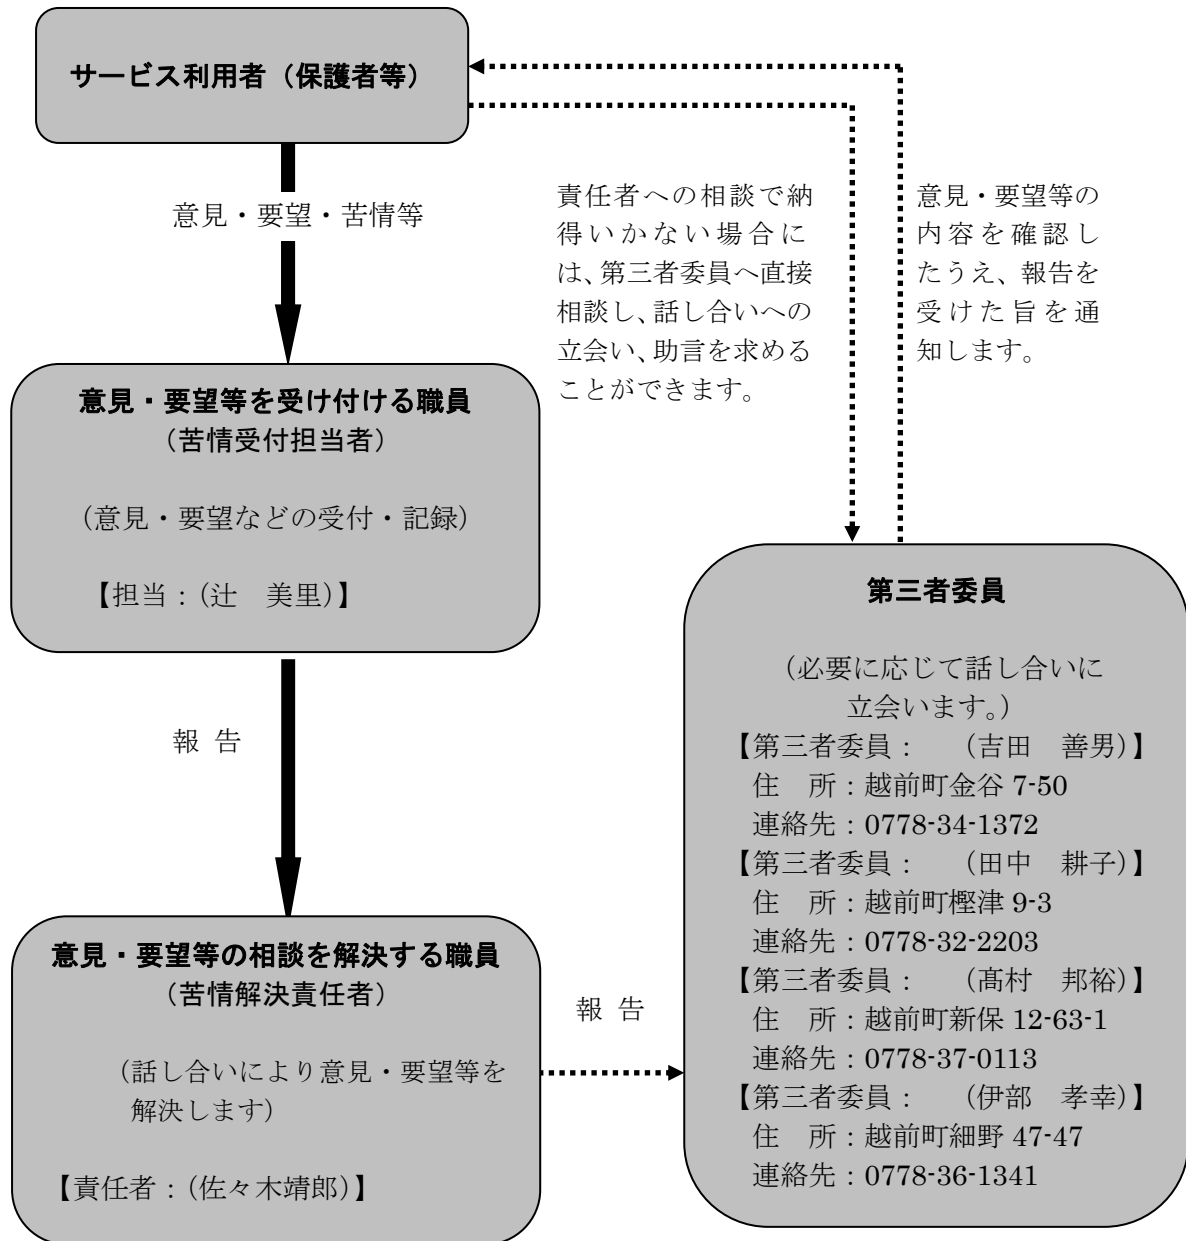 サービス利用者（保護者等）
意見・要望・苦情等
責任者への相談で納
得いかない場合に
は、第三者委員へ直接
相談し、話し合いへの
立会い、助言を求める
ことができます。
意見・要望等の
内容を確認し
たうえ、報告を
受けた旨を通
知します。
意見・要望等を受け付ける職員
（苦情受付担当者）
（意見・要望などの受付・記録）
【担当：（辻　美里）】
報 告
意見・要望等の相談を解決する職員
（苦情解決責任者）
（話し合いにより意見・要望等を
解決します）
【責任者：（佐々木靖郎）】
報 告
第三者委員
（必要に応じて話し合いに
立会います。）
【第三者委員：　（吉田　善男）】
住　所：越前町金谷 7-50
連絡先：0778-34-1372
【第三者委員：　（田中　耕子）】
住　所：越前町樫津 9-3
連絡先：0778-32-2203
【第三者委員：　（髙村　邦裕）】
住　所：越前町新保 12-63-1
連絡先：0778-37-0113
【第三者委員：　（伊部　孝幸）】
住　所：越前町細野 47-47
連絡先：0778-36-1341